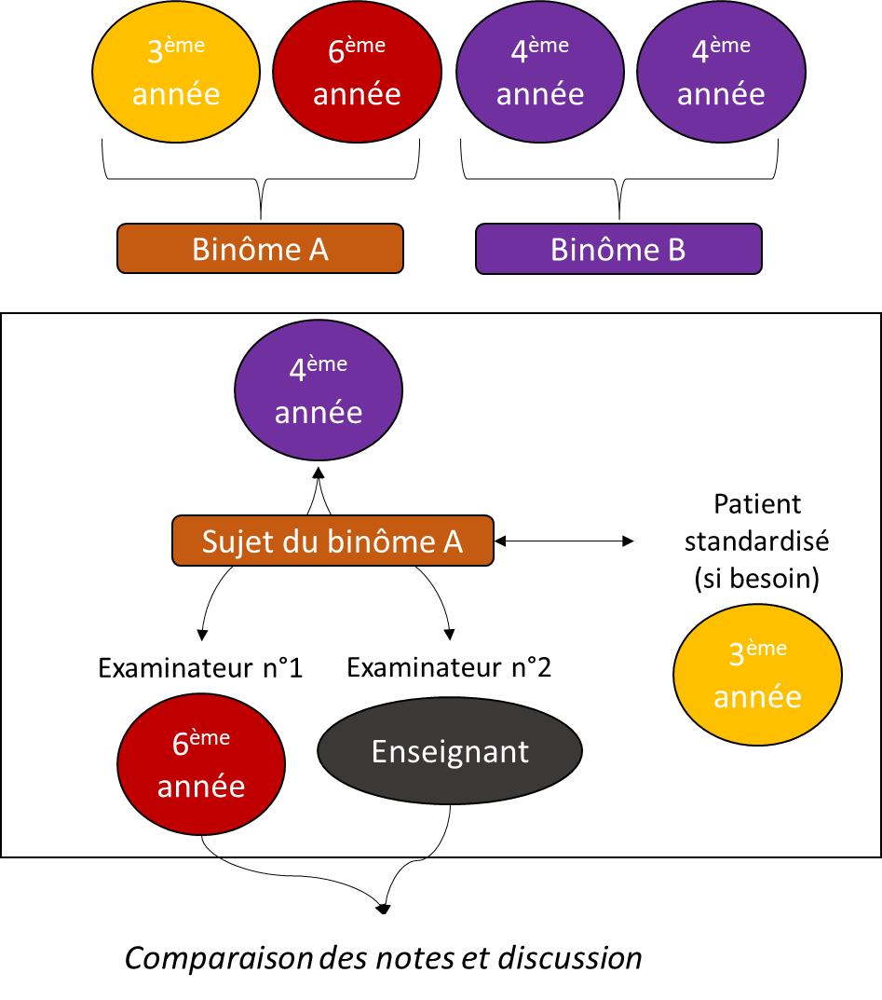 3ème
année
6ème
année
4ème
année
4ème
année
Binôme A
Binôme B
4ème
année
Sujet du binôme A
Patient
standardisé
(si besoin)
3ème
année
Examinateur n°1
Examinateur n°2
6ème
année
Enseignant
Comparaison des notes et discussion